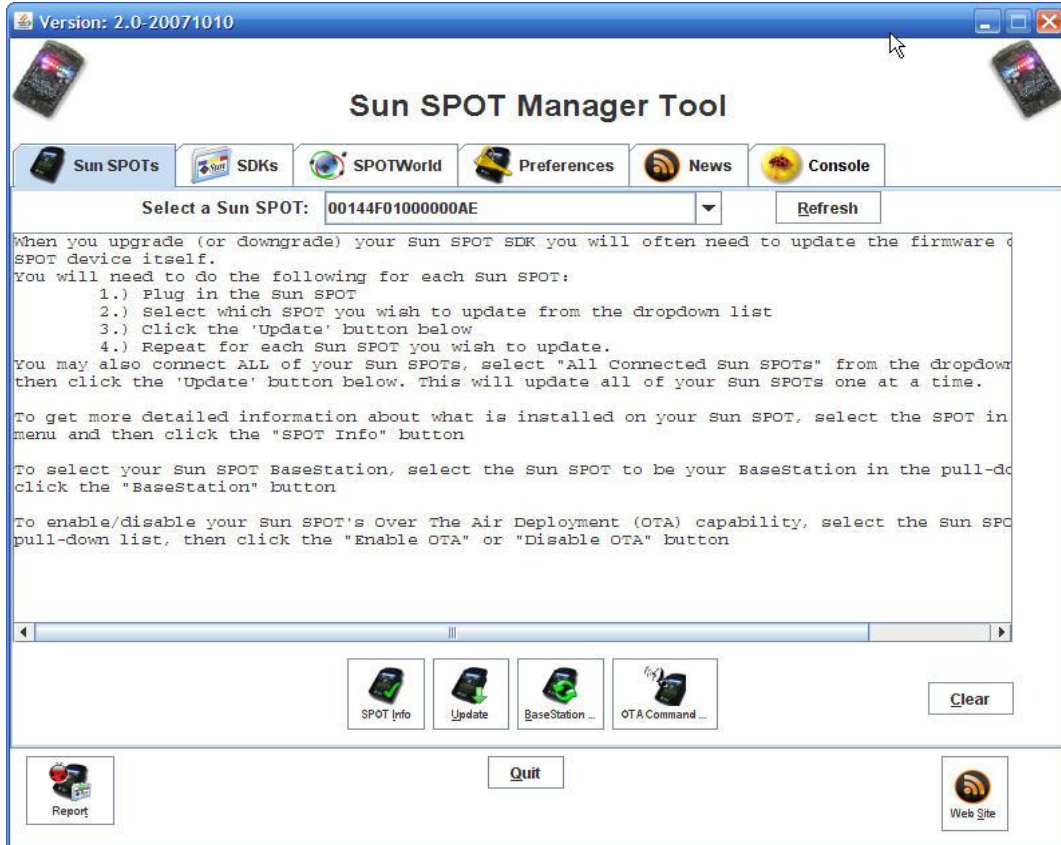 Version: 2.0-20071010
Sun SPOT Manager Tool
Sun SPOTs
SDKs
SPOTWorld
Preferences
News
Console
Select a Sun SPOT: 00144F01000000AE Refresh
When you upgrade (or downgrade) your Sun SPOT SDK you will often need to update the firmware
SPOT device itself.
You will need to do the following for each Sun SPOT:
1.) Plug in the Sun SPOT
2.) Select which SPOT you wish to update from the dropdown list
3.) Click the 'Update' button below
4.) Repeat for each Sun SPOT you wish to update.
You may also connect ALL of your Sun SPOTs, select "All Connected Sun SPOTs" from the dropdown
then click the 'Update' button below. This will update all of your Sun SPOTs one at a time.
To get more detailed information about what is installed on your Sun SPOT, select the SPOT in
menu and then click the "SPOT Info" button
To select your Sun SPOT BaseStation, select the Sun SPOT to be your BaseStation in the pull-do
click the "BaseStation" button
To enable/disable your Sun SPOT's Over The Air Deployment (OTA) capability, select the Sun SPO
pull-down list, then click the "Enable OTA" or "Disable OTA" button
SPOT Info
Update
BaseStation ...
OTA Command ...
Clear
Report
Quit
Web Site